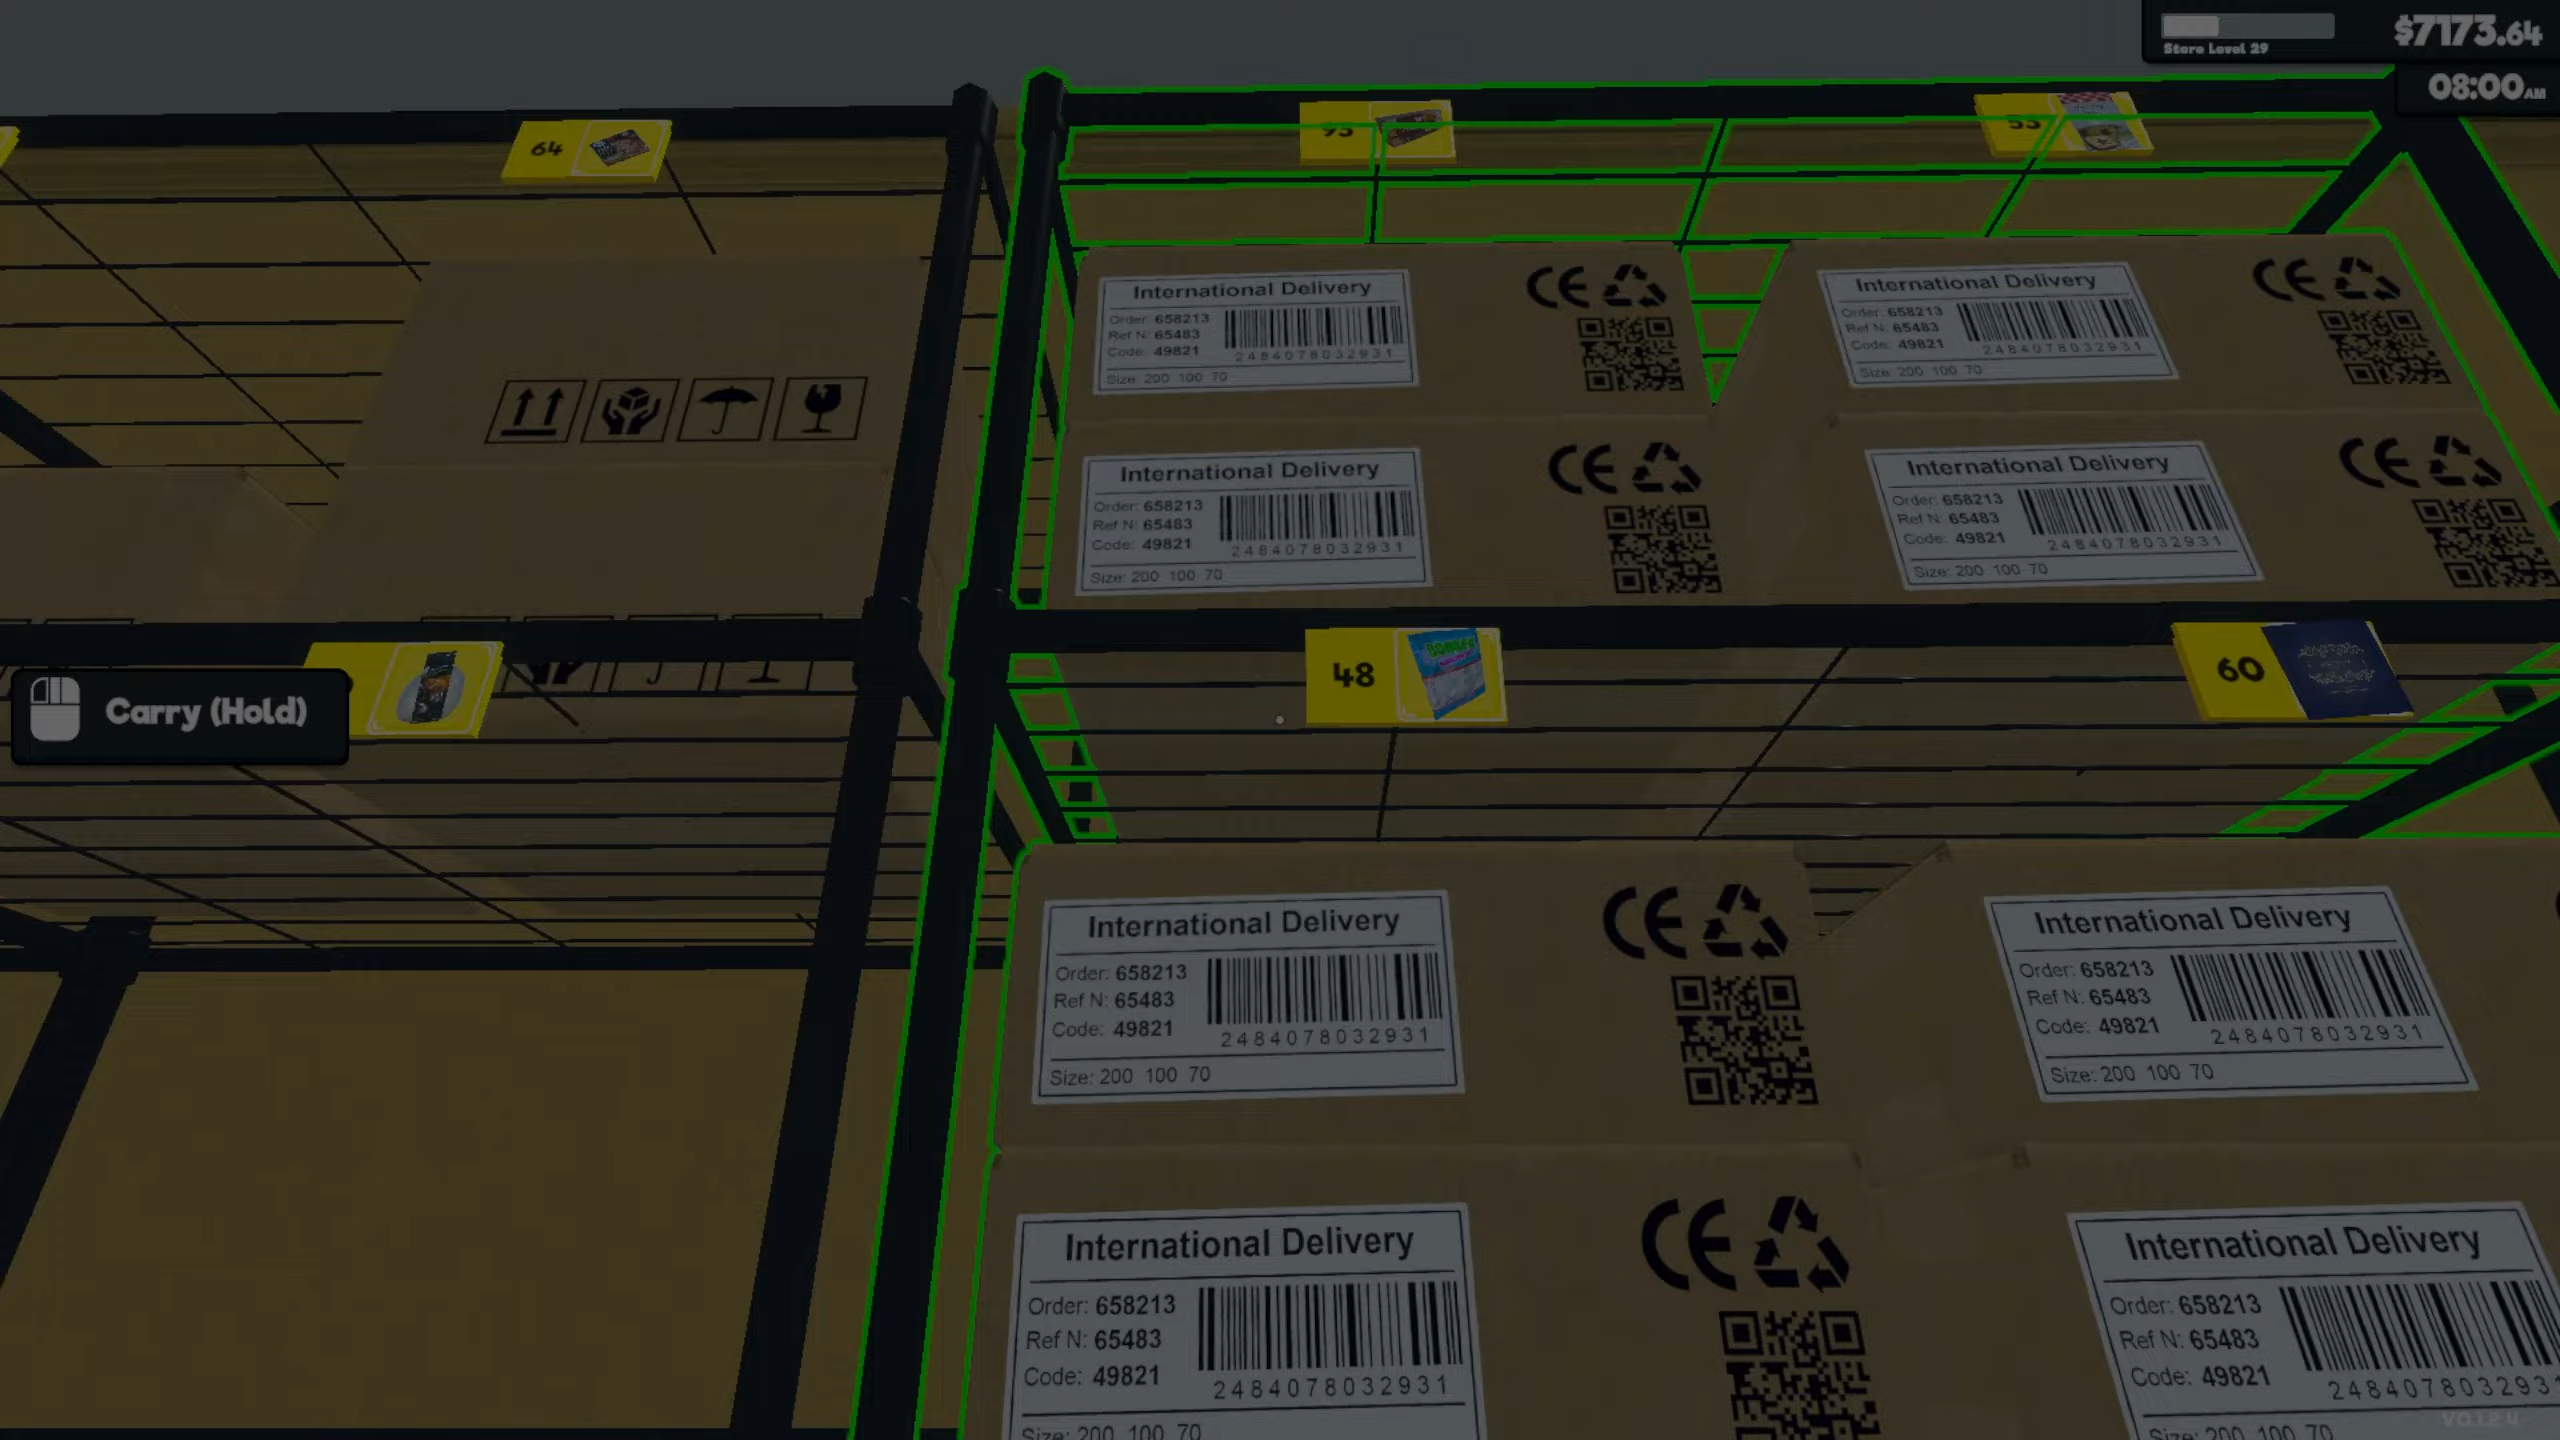 $7173.64
Store Level 29
08:00AM
64
93
55
International Delivery
Order: 658213
Ref N: 65483
Code: 49821
2484078032931
Size: 200 100 70
CE
International Delivery
Order: 658213
Ref N: 65483
Code: 49821
2484078032931
Size: 200 100 70
CE
International Delivery
Order: 658213
Ref N: 65483
Code: 49821
2484078032931
Size: 200 100 70
CE
International Delivery
Order: 658213
Ref N: 65483
Code: 49821
2484078032931
Size: 200 100 70
CE
Carry (Hold)
48
60
International Delivery
Order: 658213
Ref N: 65483
Code: 49821
2484078032931
Size: 200 100 70
CE
International Delivery
Order: 658213
Ref N: 65483
Code: 49821
2484078032931
Size: 200 100 70
International Delivery
Order: 658213
Ref N: 65483
Code: 49821
2484078032931
Size: 200 100 70
CE
International Delivery
Order: 658213
Ref N: 65483
Code: 49821
248407803293
Size: 200 100 70